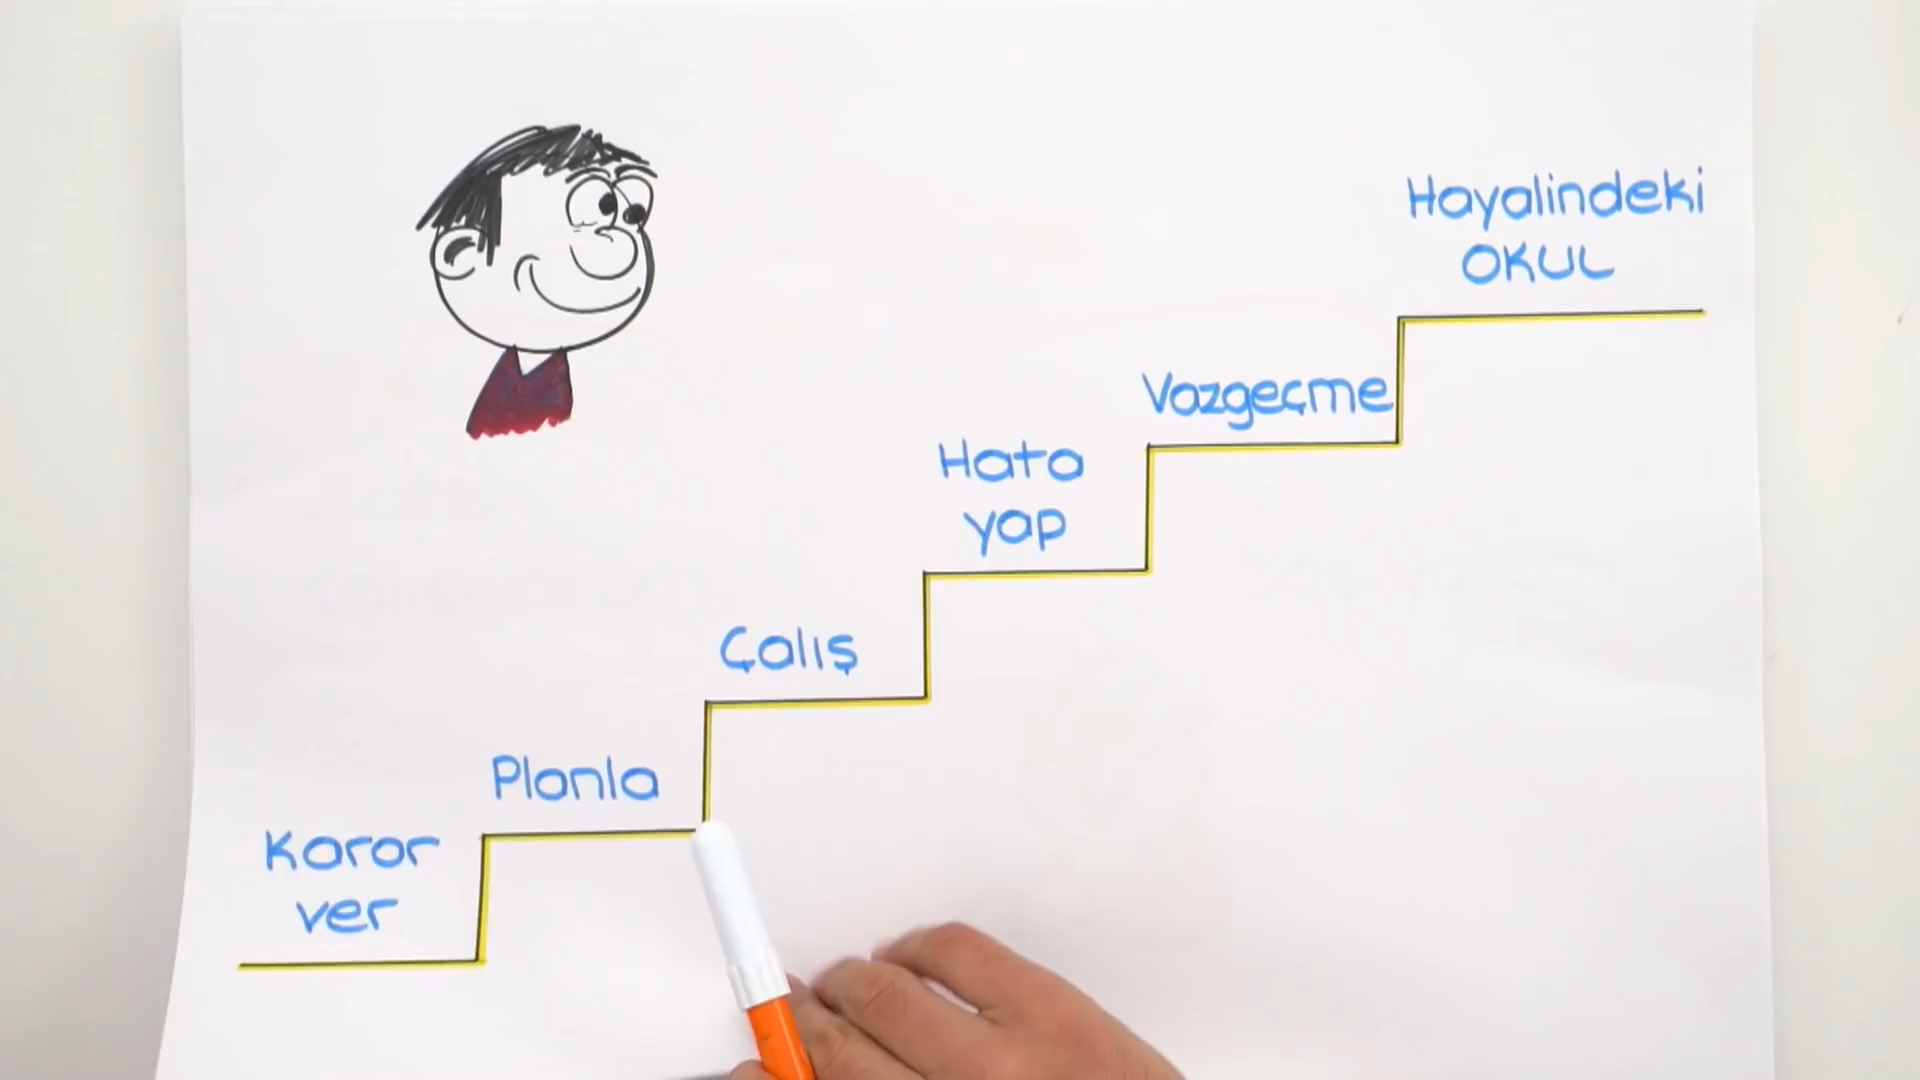 Hayalindeki
OKUL
Vazgeçme
Hata
yap
Çalış
Planla
Karar
ver